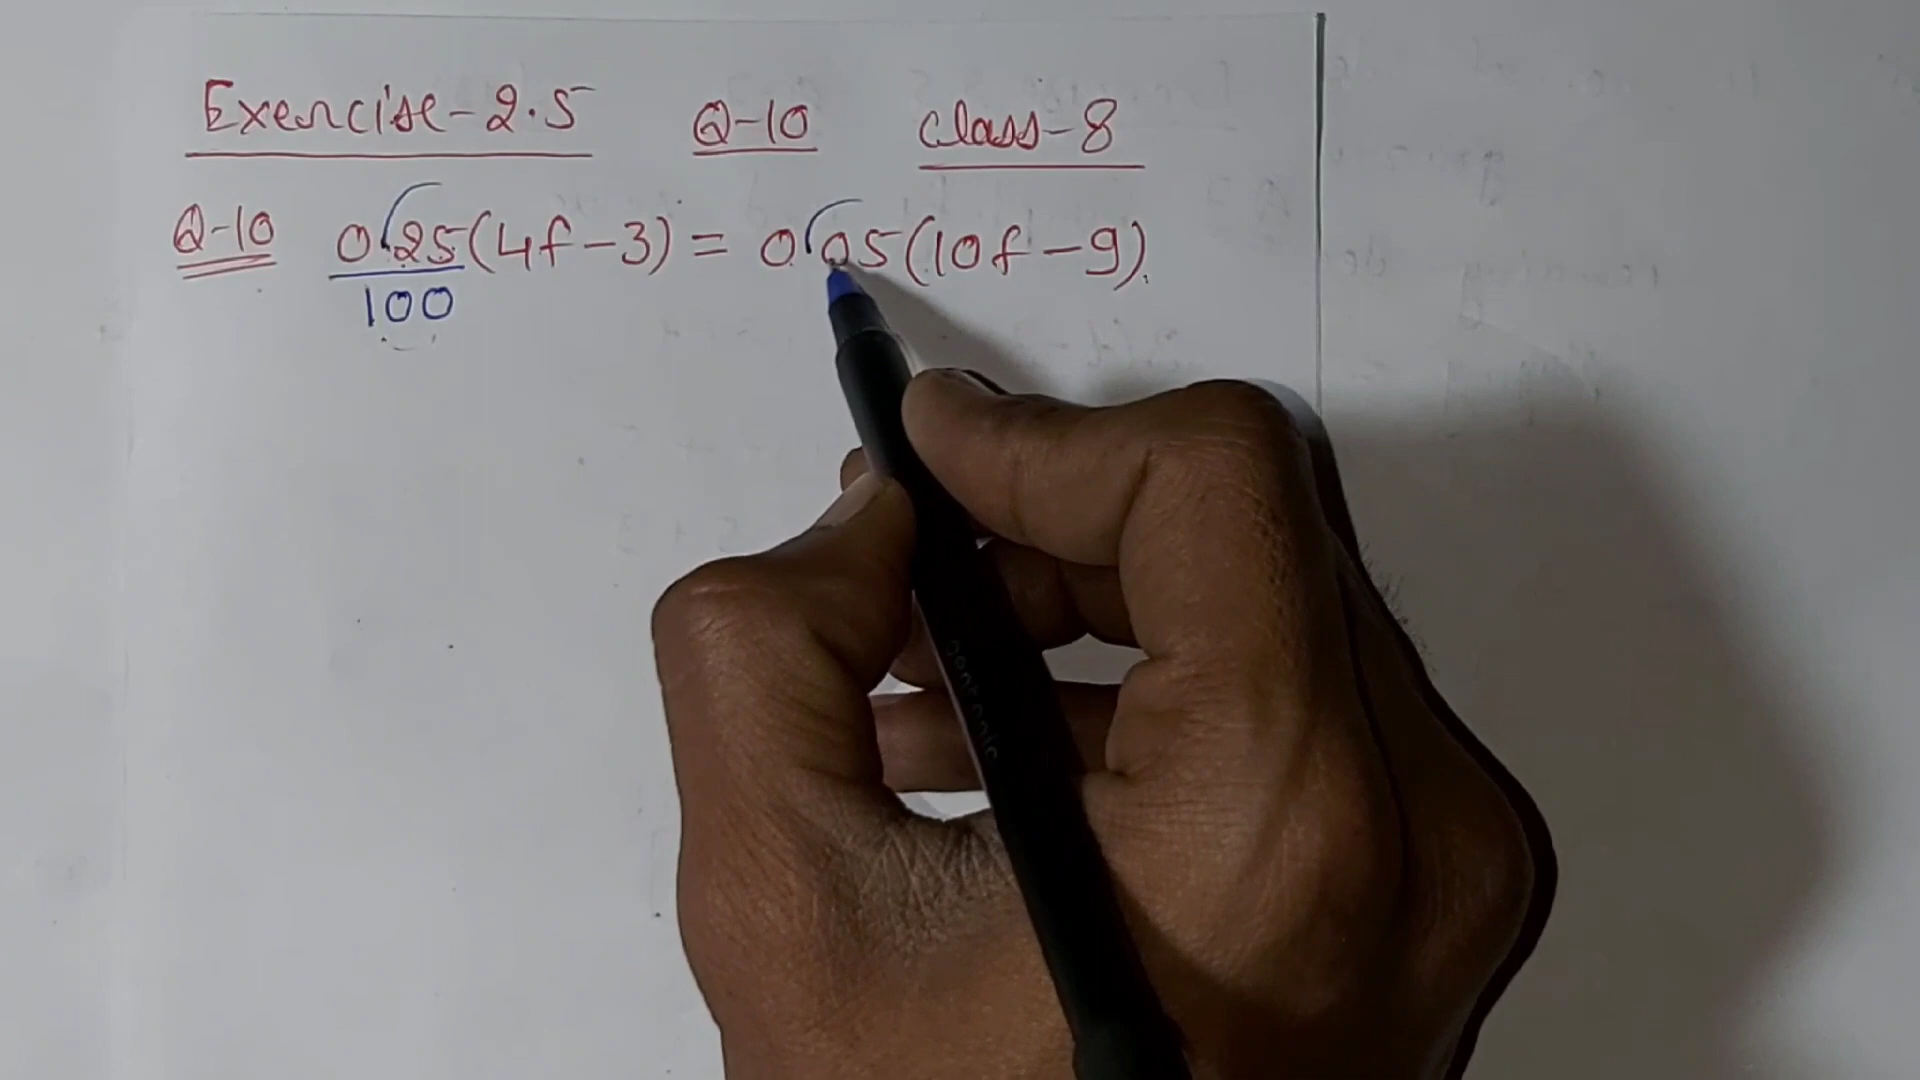 Exercise-2.5 Q-10 class-8
Q-10 0.25(4f-3) = 0.05(10f-9)
100